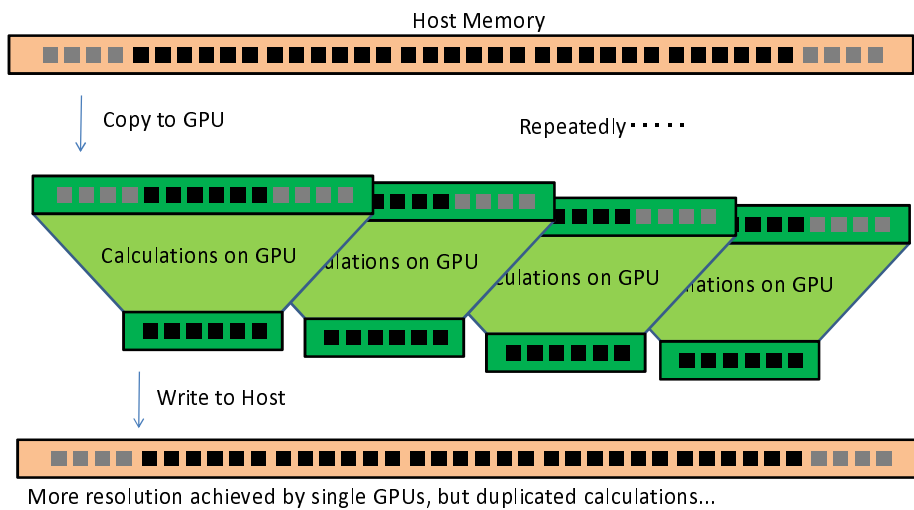 Host Memory
Copy to GPU
Repeatedly・・・・・
Calculations on GPU
ulations on GPU
culations on GPU
lations on GPU
Write to Host
More resolution achieved by single GPUs, but duplicated calculations...